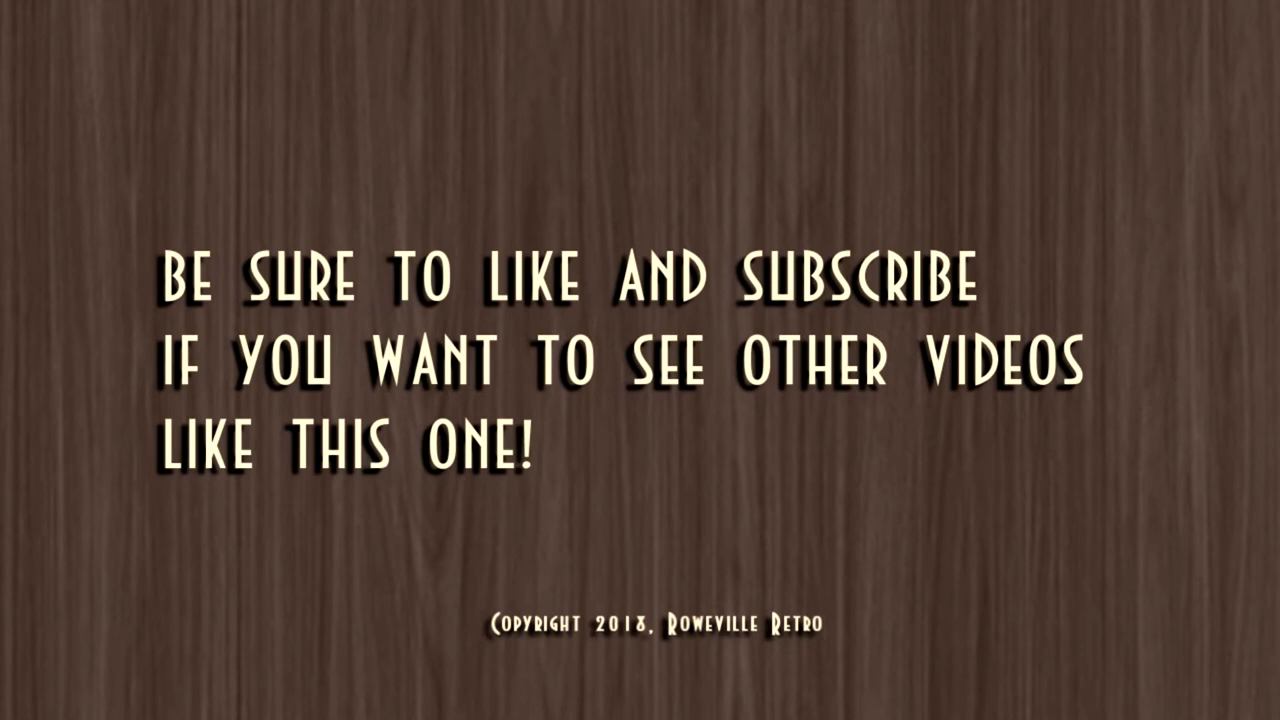 BE SURE TO LIKE AND SUBSCRIBE
IF YOU WANT TO SEE OTHER VIDEOS
LIKE THIS ONE!
Copyright 2018, Roweville Retro